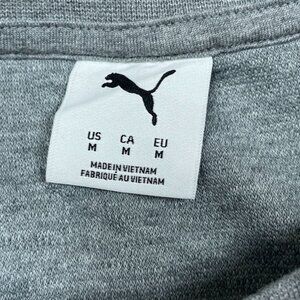 US CA EU
M M M
MADE IN VIETNAM
FABRIQUÉ AU VIETNAM